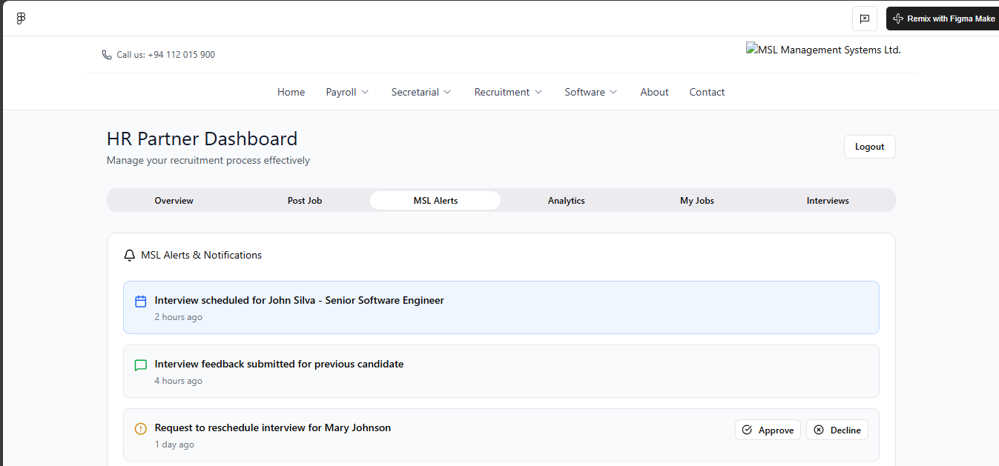 Remix with Figma Make
Call us: +94 112 015 900
MSL Management Systems Ltd.
Home Payroll Secretarial Recruitment Software About Contact
HR Partner Dashboard
Manage your recruitment process effectively
Logout
Overview Post Job MSL Alerts Analytics My Jobs Interviews
MSL Alerts & Notifications
Interview scheduled for John Silva - Senior Software Engineer
2 hours ago
Interview feedback submitted for previous candidate
4 hours ago
Request to reschedule interview for Mary Johnson
Approve Decline
1 day ago